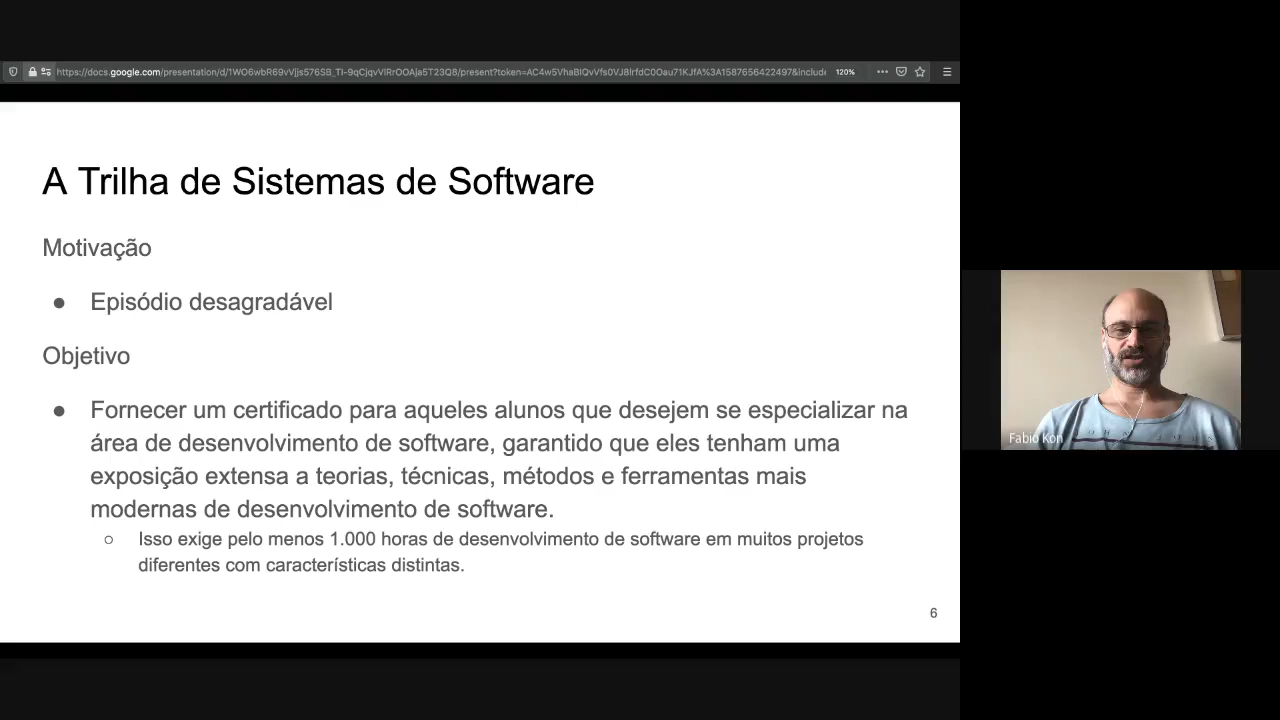 120%
A Trilha de Sistemas de Software
Motivação
● Episódio desagradável
Objetivo
● Fornecer um certificado para aqueles alunos que desejem se especializar na
área de desenvolvimento de software, garantido que eles tenham uma
exposição extensa a teorias, técnicas, métodos e ferramentas mais
modernas de desenvolvimento de software.
○ Isso exige pelo menos 1.000 horas de desenvolvimento de software em muitos projetos
diferentes com características distintas.
6
Fabio Kon